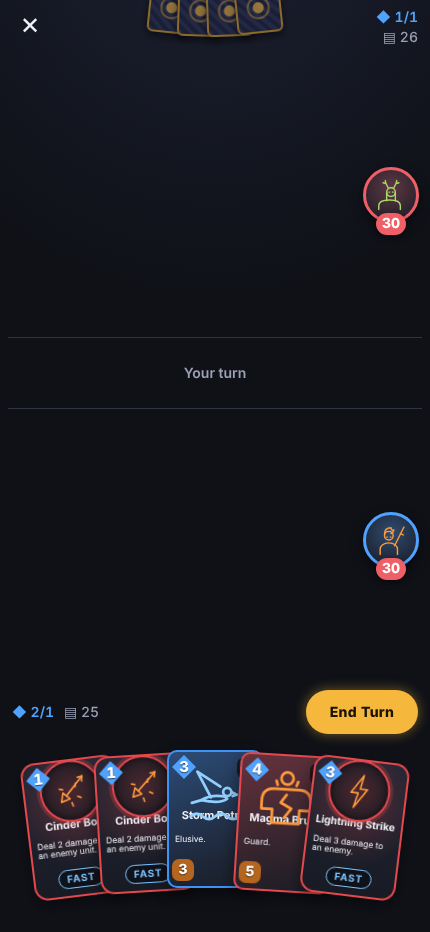 ✕
1/1
26
30
Your turn
30
2/1
25
End Turn
1
Cinder Bo
Deal 2 damage
an enemy unit.
FAST
1
Cinder Bo
Deal 2 damage
an enemy unit.
FAST
3
Storm Petr
Elusive.
3
4
Magma Bru
Guard.
5
3
Lightning Strike
Deal 3 damage to
an enemy.
FAST